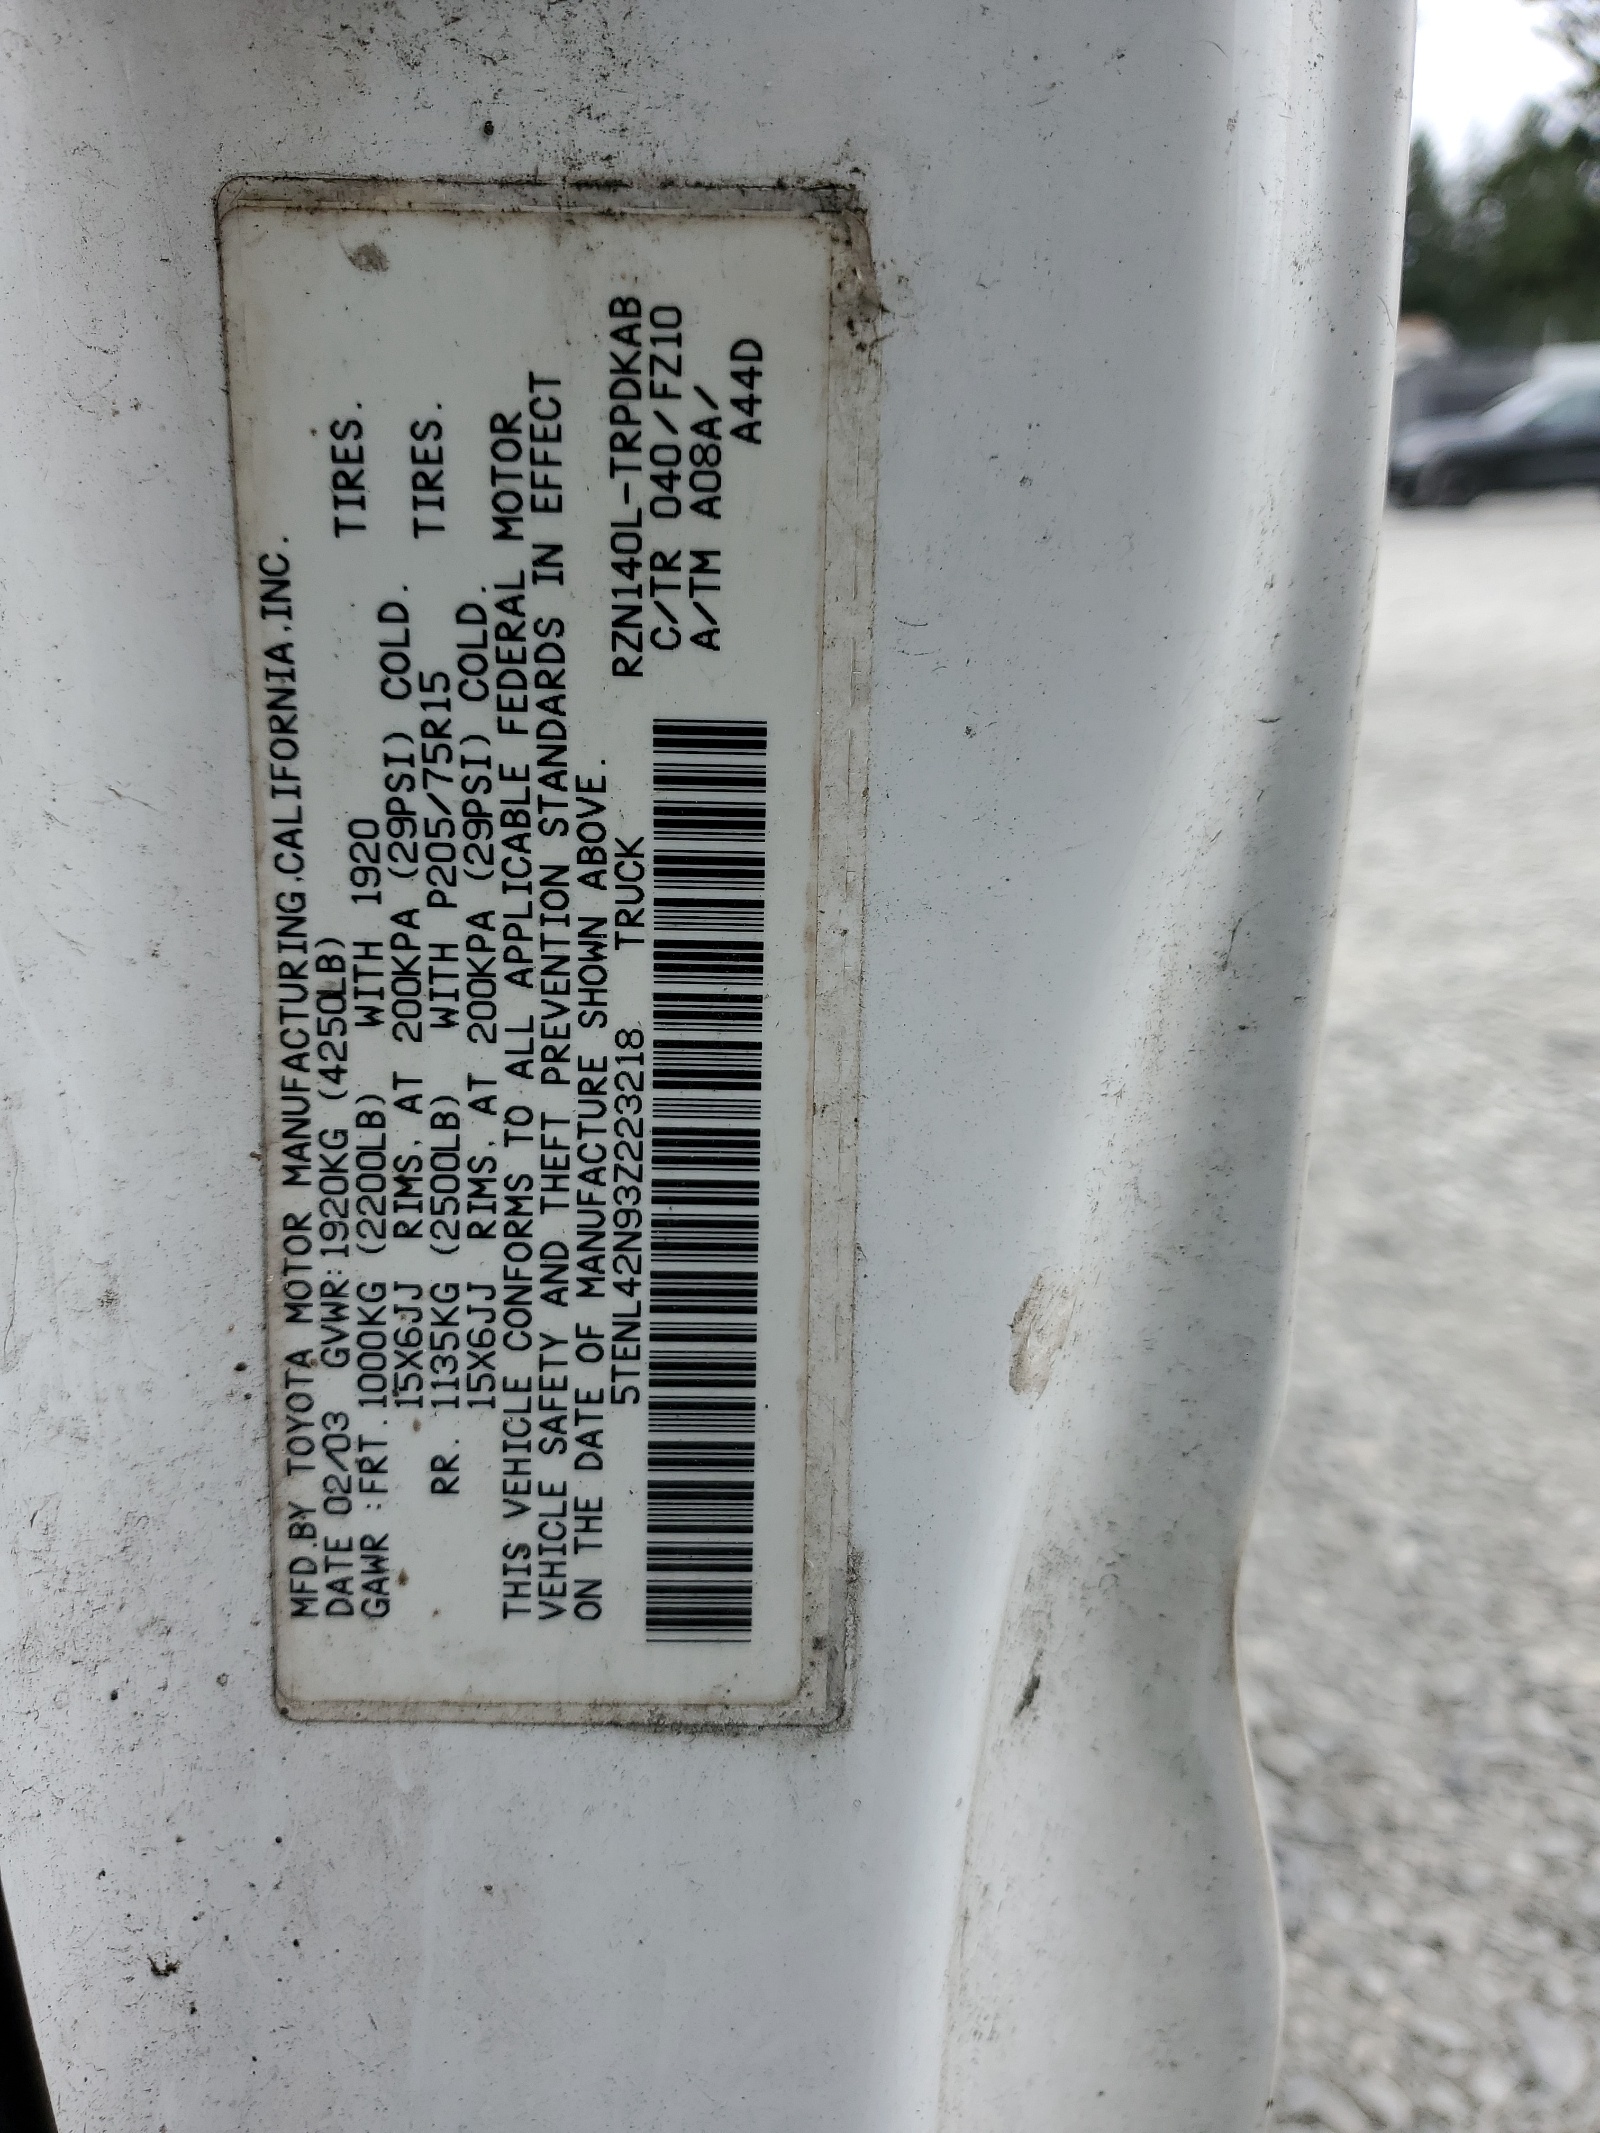 MFD.BY TOYOTA MOTOR MANUFACTURING,CALIFORNIA,INC.
DATE 02/03 GVWR:1920KG (4250LB)
GAWR :FRT.1000KG (2200LB) WITH 1920 TIRES.
15X6JJ RIMS, AT 200KPA (29PSI) COLD.
RR. 1135KG (2500LB) WITH P205/75R15 TIRES.
15X6JJ RIMS, AT 200KPA (29PSI) COLD.
THIS VEHICLE CONFORMS TO ALL APPLICABLE FEDERAL MOTOR
VEHICLE SAFETY AND THEFT PREVENTION STANDARDS IN EFFECT
ON THE DATE OF MANUFACTURE SHOWN ABOVE.
5TENL42N93Z223218 TRUCK RZN140L-TRPDKAB
C/TR 040/FZ10
A/TM A08A/
A44D